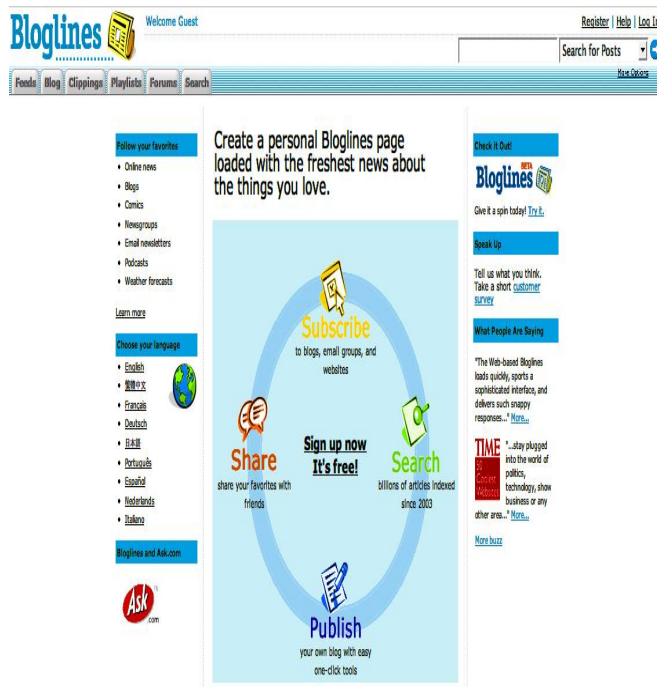 Bloglines
Welcome Guest
Register | Help | Log In
Search for Posts
More Options
Feeds Blog Clippings Playlists Forums Search
Follow your favorites
• Online news
• Blogs
• Comics
• Newsgroups
• Email newsletters
• Podcasts
• Weather forecasts
Learn more
Choose your language
• English
• 繁體中文
• Français
• Deutsch
• 日本語
• Português
• Español
• Nederlands
• Italiano
Bloglines and Ask.com
Ask
.com
Create a personal Bloglines page
loaded with the freshest news about
the things you love.
Subscribe
to blogs, email groups, and
websites
Share
share your favorites with
friends
Sign up now
It's free!
Search
billions of articles indexed
since 2003
Publish
your own blog with easy
one-click tools
Check it Out!
BETA
Bloglines
Give it a spin today! Try it.
Speak Up
Tell us what you think.
Take a short customer
survey
What People Are Saying
"The Web-based Bloglines
loads quickly, sports a
sophisticated interface, and
delivers such snappy
responses..." More...
TIME
50
Coolest
Websites
"...stay plugged
into the world of
politics,
technology, show
business or any
other area..." More...
More buzz